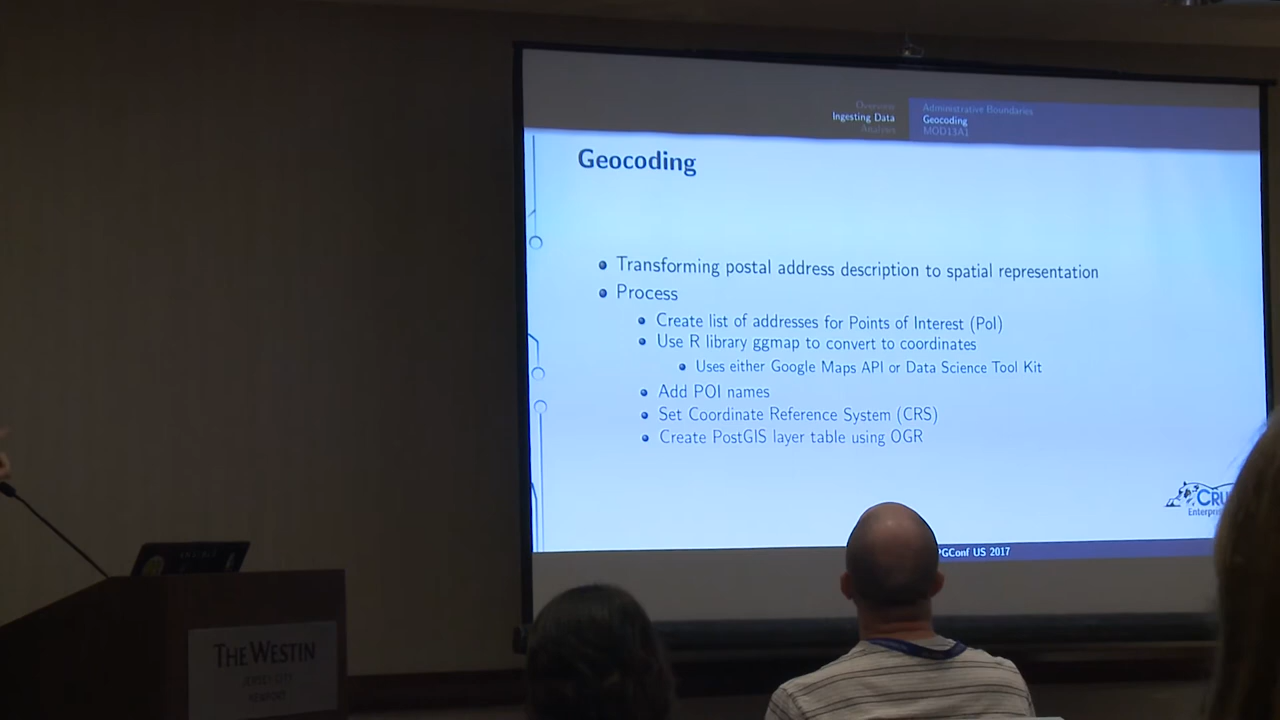 Overview
Ingesting Data
Analysis
Administrative Boundaries
Geocoding
MOD13A1
Geocoding
Transforming postal address description to spatial representation
Process
Create list of addresses for Points of Interest (PoI)
Use R library ggmap to convert to coordinates
Uses either Google Maps API or Data Science Tool Kit
Add POI names
Set Coordinate Reference System (CRS)
Create PostGIS layer table using OGR
CRU
Enterpri
PGConf US 2017
THE WESTIN
JERSEY CITY
NEWPORT